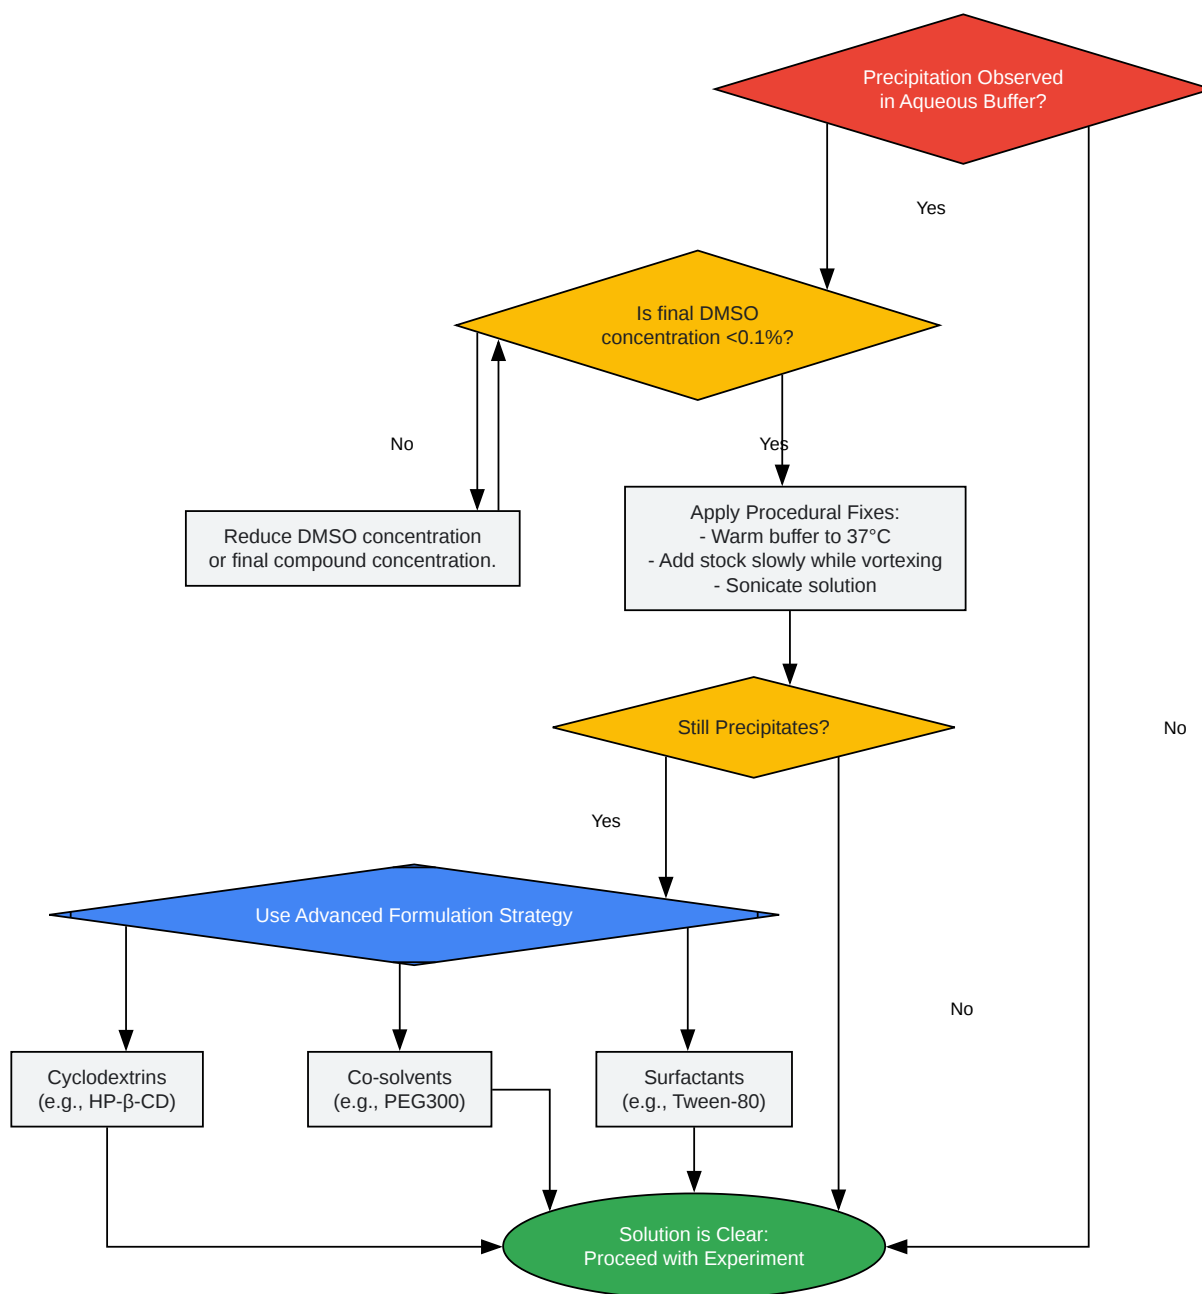 Precipitation Observed
in Aqueous Buffer?
Yes
Is final DMSO
concentration <0.1%?
No
Yes
Reduce DMSO concentration
or final compound concentration.
Apply Procedural Fixes:
- Warm buffer to 37°C
- Add stock slowly while vortexing
- Sonicate solution
Still Precipitates?
No
Yes
Use Advanced Formulation Strategy
No
Cyclodextrins
(e.g., HP-β-CD)
Co-solvents
(e.g., PEG300)
Surfactants
(e.g., Tween-80)
Solution is Clear:
Proceed with Experiment